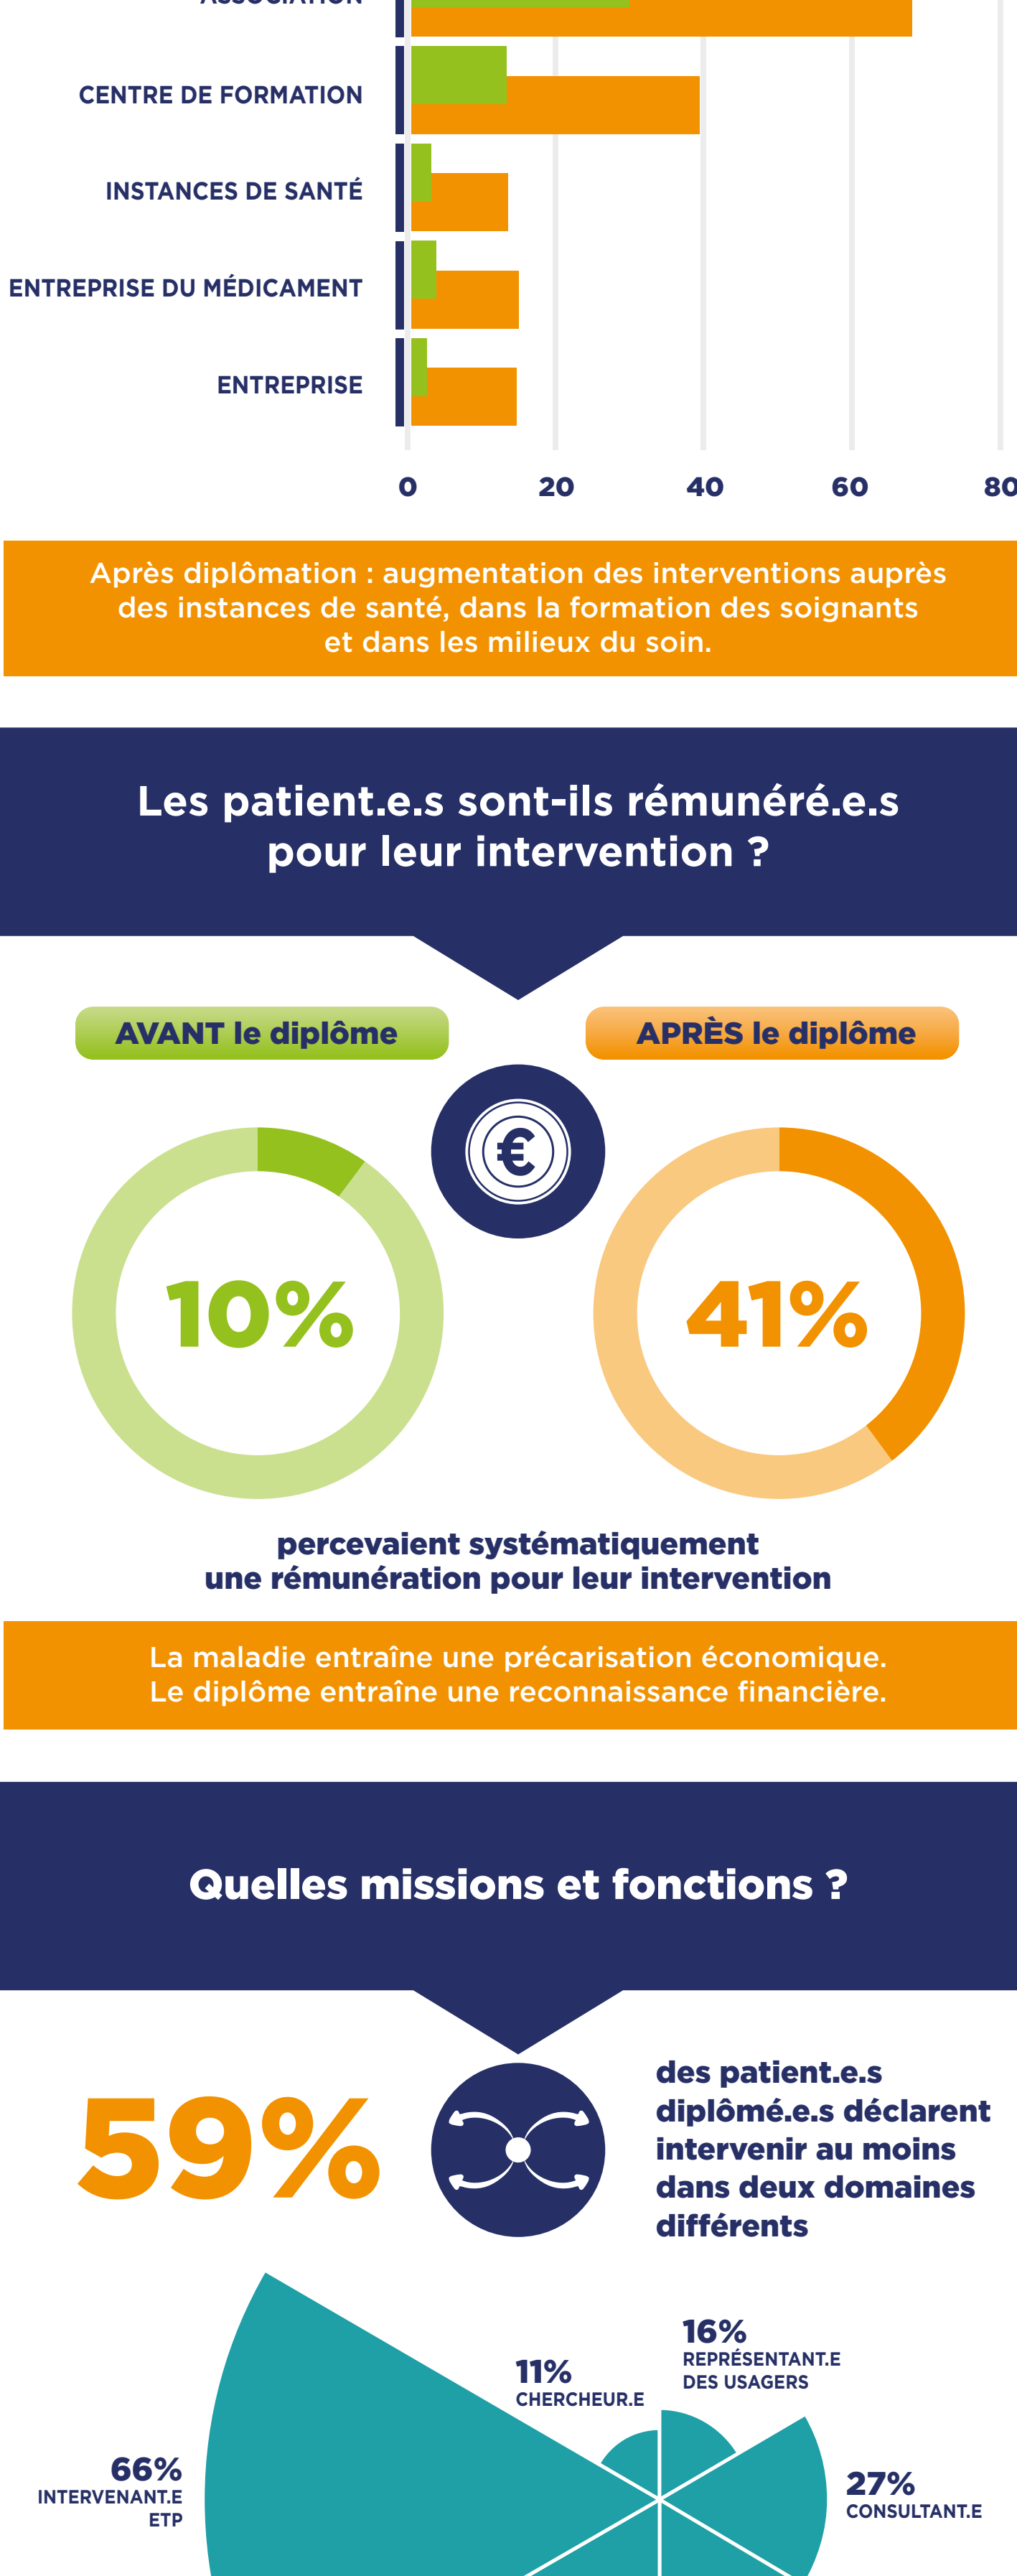 ASSOCIATION
CENTRE DE FORMATION
INSTANCES DE SANTÉ
ENTREPRISE DU MÉDICAMENT
ENTREPRISE
0 20 40 60 80
Après diplômation : augmentation des interventions auprès
des instances de santé, dans la formation des soignants
et dans les milieux du soin.
Les patient.e.s sont-ils rémunéré.e.s
pour leur intervention ?
AVANT le diplôme
APRÈS le diplôme
€
10%
41%
percevaient systématiquement
une rémunération pour leur intervention
La maladie entraîne une précarisation économique.
Le diplôme entraîne une reconnaissance financière.
Quelles missions et fonctions ?
59%
des patient.e.s
diplômé.e.s déclarent
intervenir au moins
dans deux domaines
différents
16%
REPRÉSENTANT.E
DES USAGERS
11%
CHERCHEUR.E
66%
INTERVENANT.E
ETP
27%
CONSULTANT.E